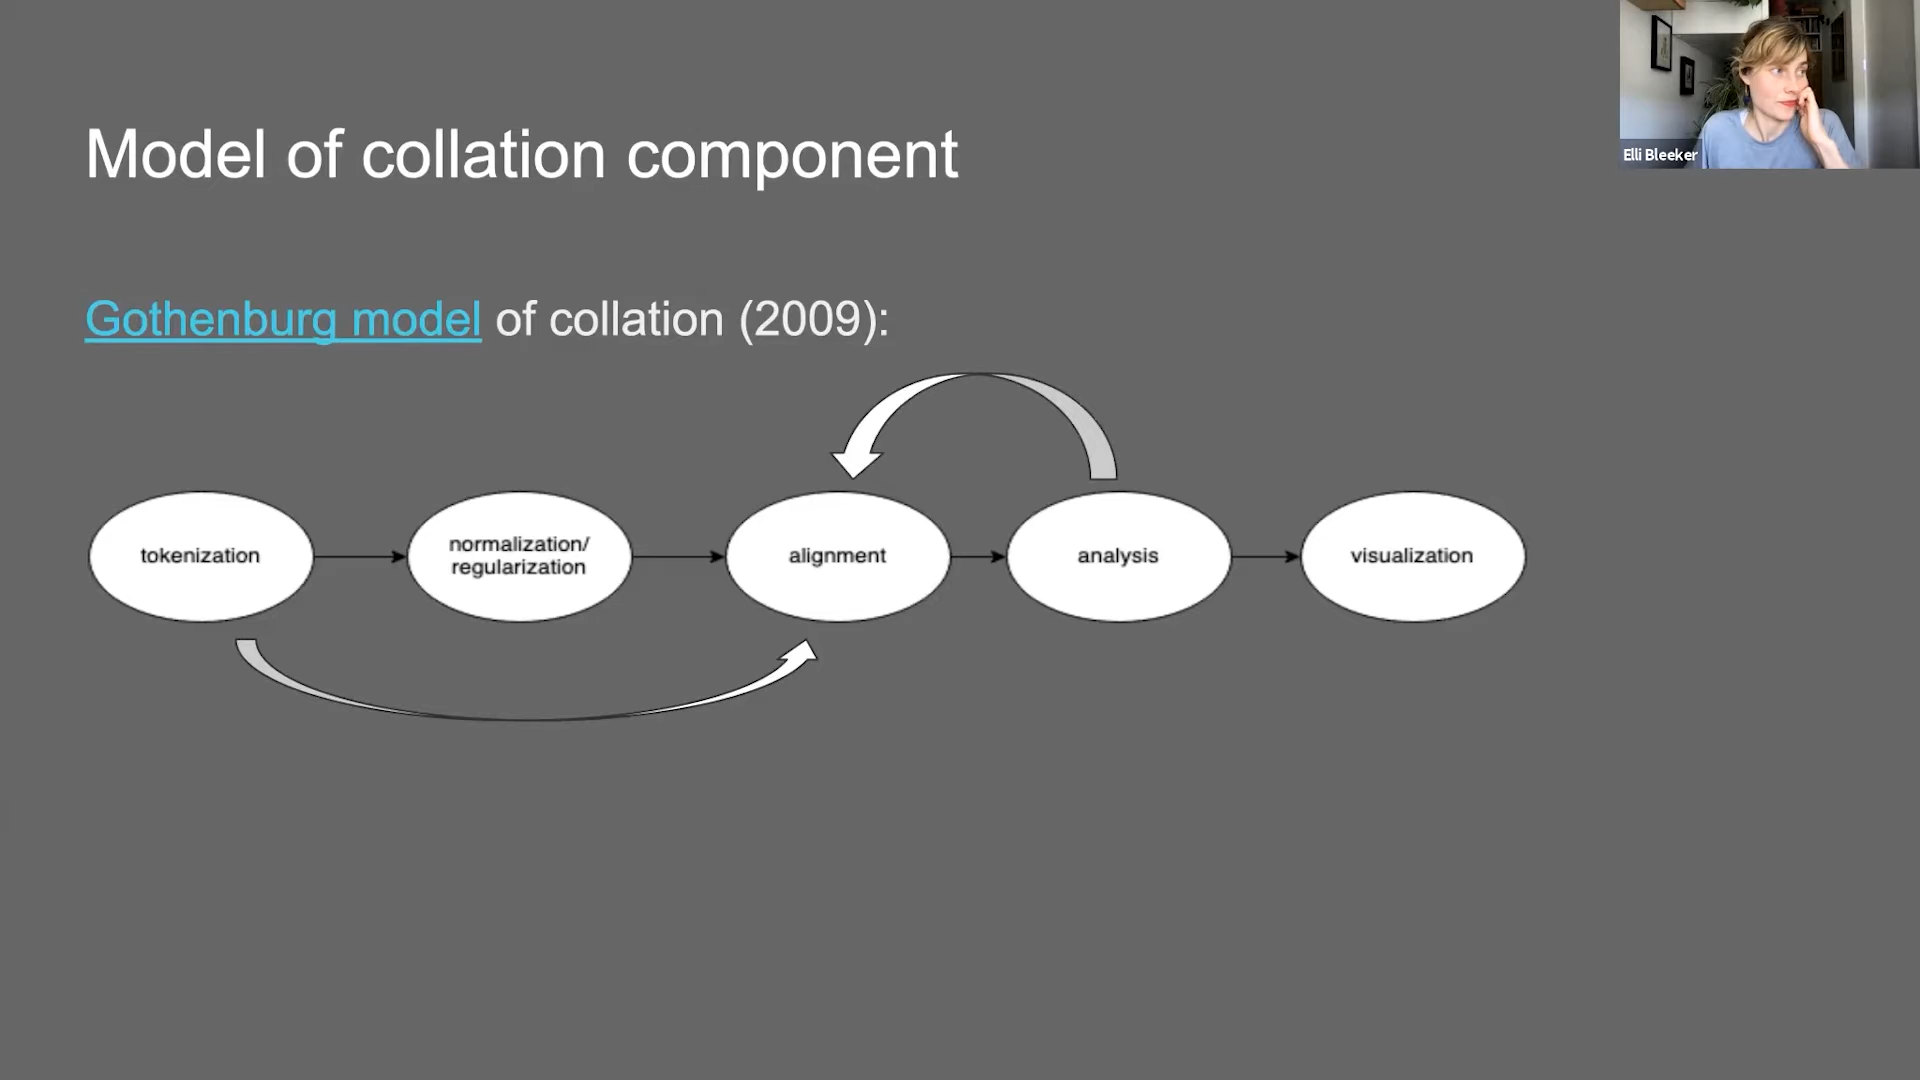 Elli Bleeker
Model of collation component
Gothenburg model of collation (2009):
tokenization
normalization/
regularization
alignment
analysis
visualization